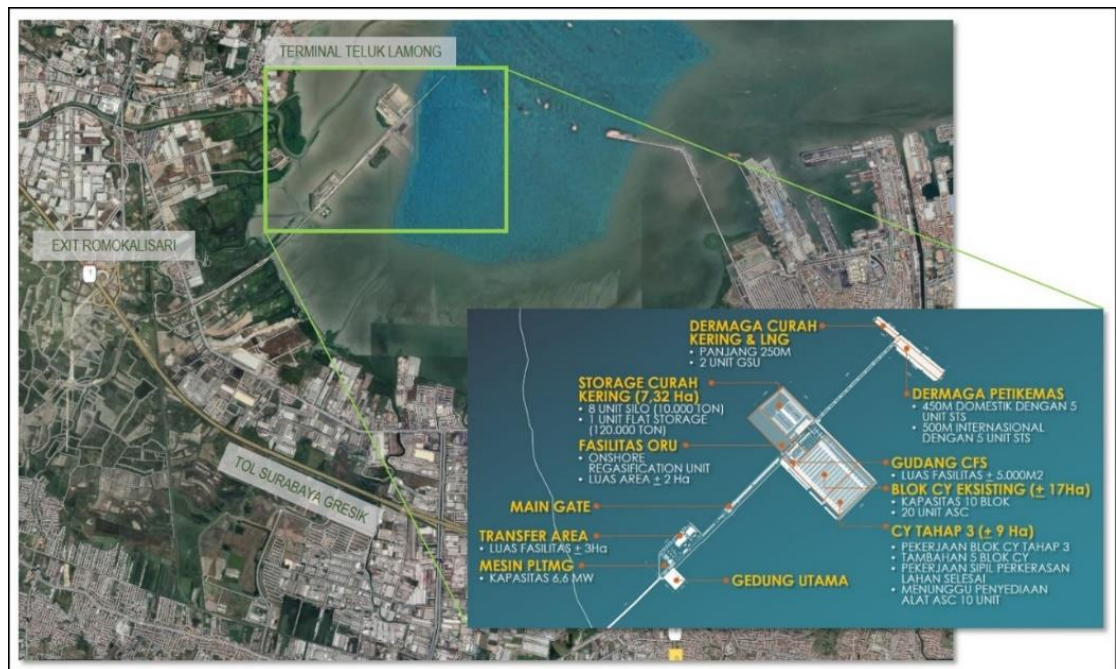 TERMINAL TELUK LAMONG
EXIT ROMOKALISARI
TOL SURABAYA GRESIK
DERMAGA CURAH
KERING & LNG
• PANJANG 250M
• 2 UNIT GSU
STORAGE CURAH
KERING (7,32 Ha)
• 8 UNIT SILO (10.000 TON)
• 1 UNIT FLAT STORAGE
(120.000 TON)
FASILITAS ORU
• ONSHORE
REGASIFICATION UNIT
• LUAS AREA ± 2 Ha
MAIN GATE
TRANSFER AREA
• LUAS FASILITAS ± 3Ha
MESIN PLTMG
• KAPASITAS 6,6 MW
GEDUNG UTAMA
DERMAGA PETIKEMAS
• 450M DOMESTIK DENGAN 5
UNIT STS
• 500M INTERNASIONAL
DENGAN 5 UNIT STS
GUDANG CFS
• LUAS FASILITAS ± 5.000M2
BLOK CY EKSISTING (± 17Ha)
• KAPASITAS 10 BLOK
• 20 UNIT ASC
CY TAHAP 3 (± 9 Ha)
• PEKERJAAN BLOK CY TAHAP 3
• TAMBAHAN 5 BLOK CY
• PEKERJAAN SIPIL PERKERASAN
LAHAN SELESAI
• MENUNGGU PENYEDIAAN
ALAT ASC 10 UNIT